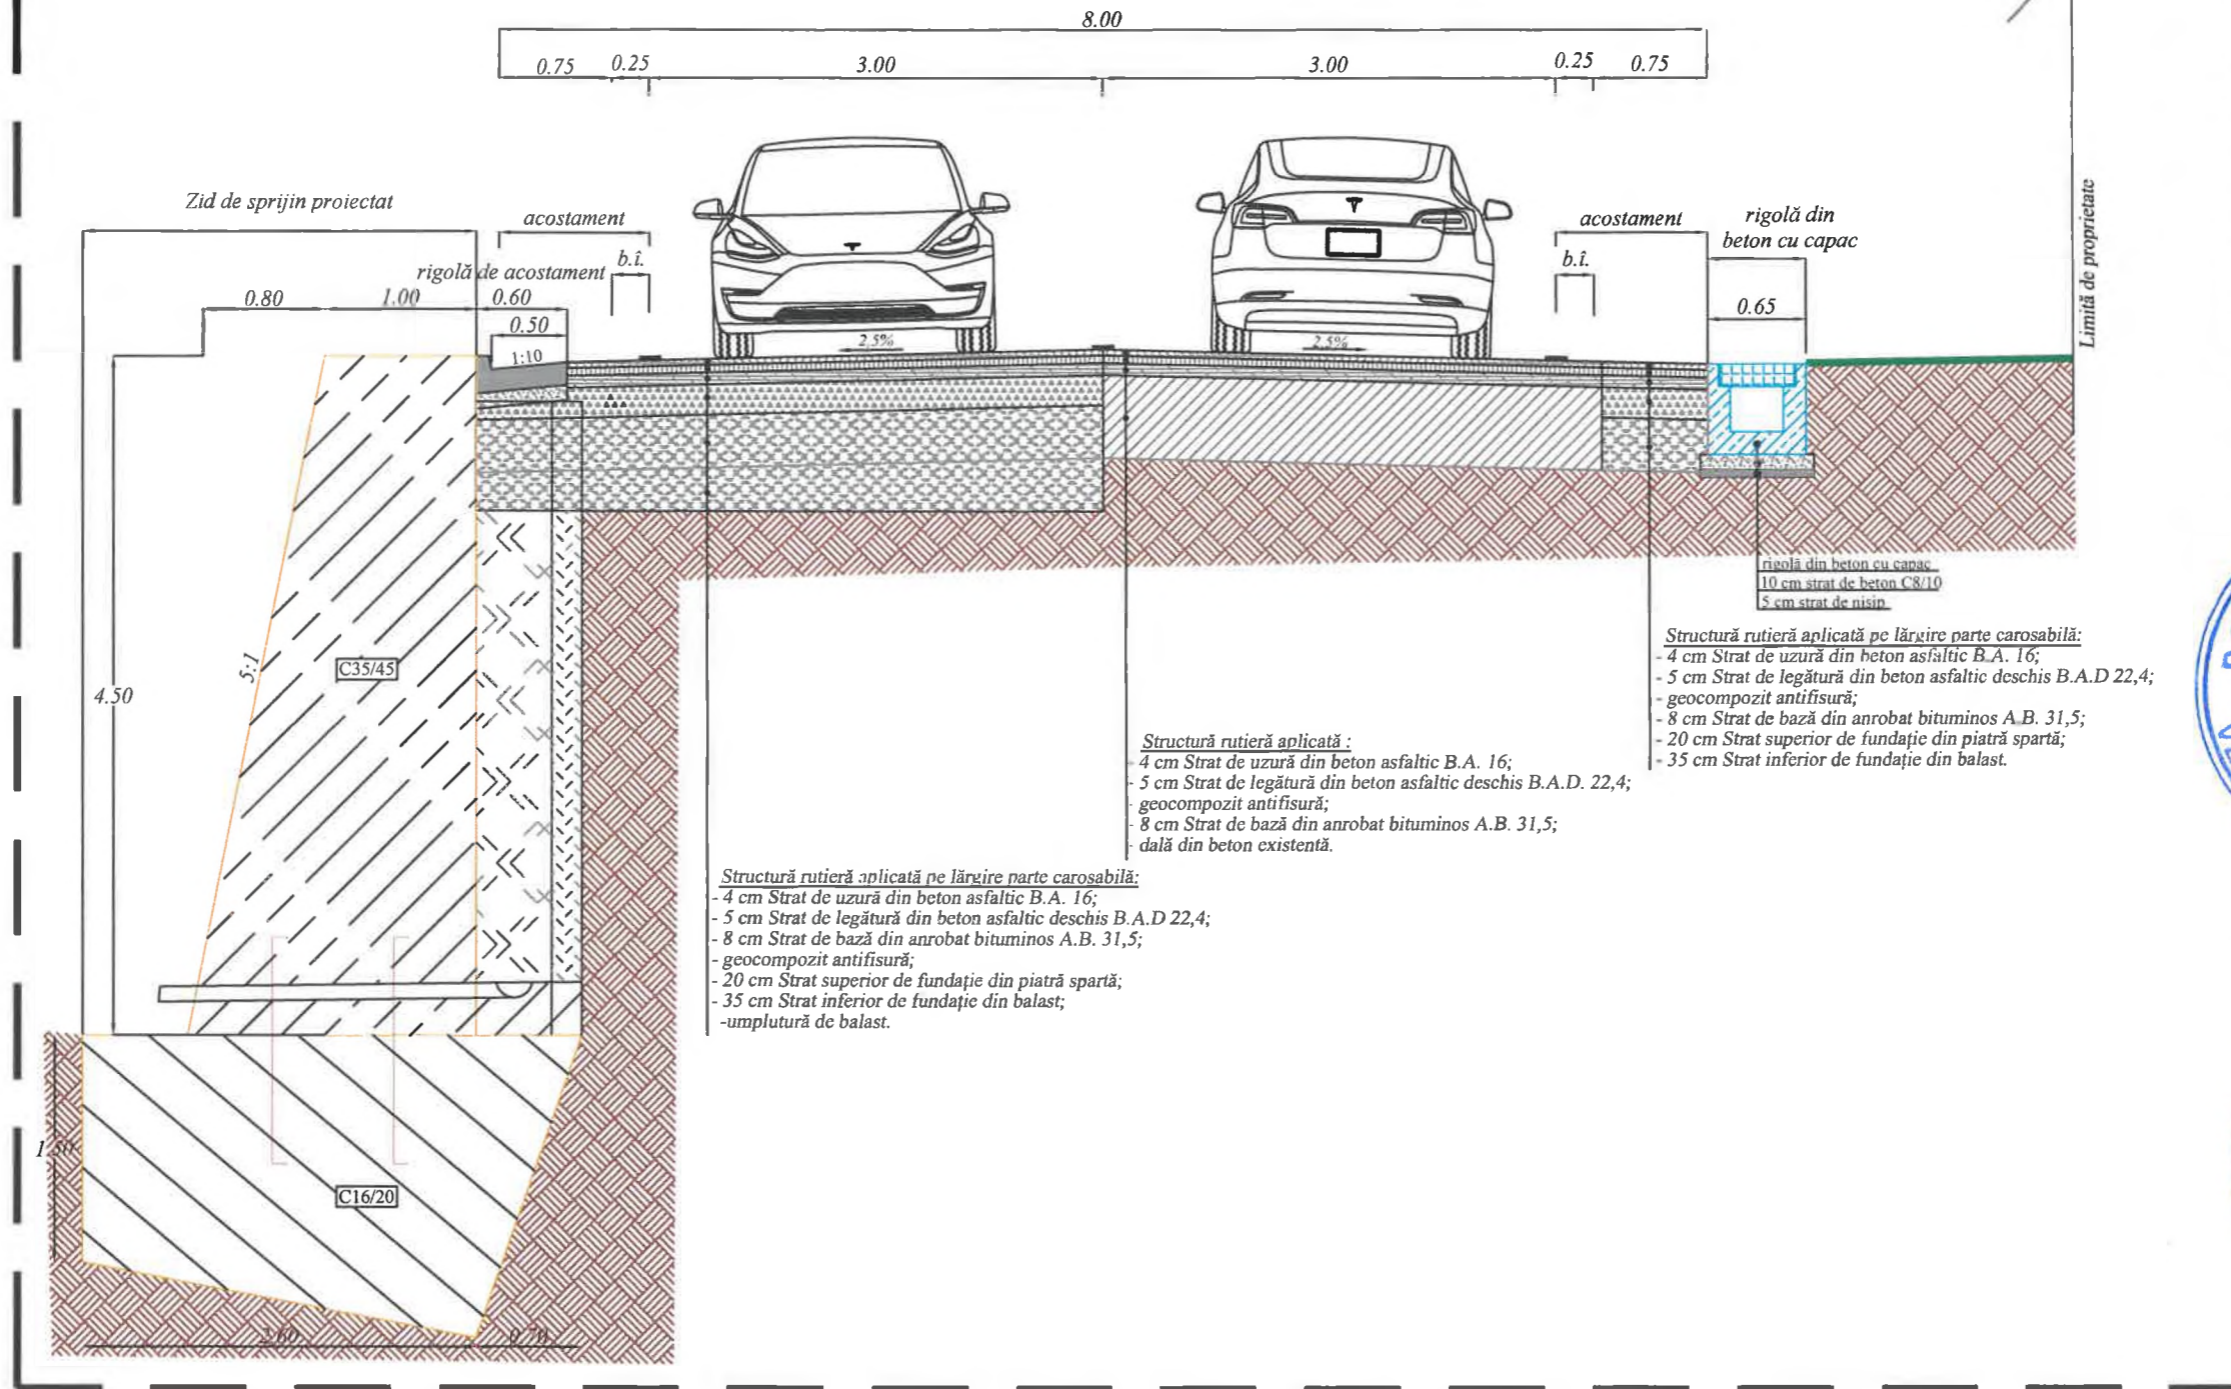 8.00
0.75 0.25 3.00 3.00 0.25 0.75
Zid de sprijin proiectat
acostament
rigolă de acostament
b.î.
0.80 1.00 0.60
0.50
1:10
2,5%
2.5%
acostament
b.î.
rigolă din
beton cu capac
0.65
Limită de proprietate
5:1
C35/45
4.50
1.50
C16/20
2.60 0.70
rigolă din beton cu capac
10 cm strat de beton C8/10
5 cm strat de nisip
Structură rutieră aplicată pe lărgire parte carosabilă:
- 4 cm Strat de uzură din beton asfaltic B.A. 16;
- 5 cm Strat de legătură din beton asfaltic deschis B.A.D 22,4;
- geocompozit antifisură;
- 8 cm Strat de bază din anrobat bituminos A.B. 31,5;
- 20 cm Strat superior de fundație din piatră spartă;
- 35 cm Strat inferior de fundație din balast.
Structură rutieră aplicată :
- 4 cm Strat de uzură din beton asfaltic B.A. 16;
- 5 cm Strat de legătură din beton asfaltic deschis B.A.D. 22,4;
- geocompozit antifisură;
- 8 cm Strat de bază din anrobat bituminos A.B. 31,5;
- dală din beton existentă.
Structură rutieră aplicată pe lărgire parte carosabilă:
- 4 cm Strat de uzură din beton asfaltic B.A. 16;
- 5 cm Strat de legătură din beton asfaltic deschis B.A.D 22,4;
- 8 cm Strat de bază din anrobat bituminos A.B. 31,5;
- geocompozit antifisură;
- 20 cm Strat superior de fundație din piatră spartă;
- 35 cm Strat inferior de fundație din balast;
-umplutură de balast.